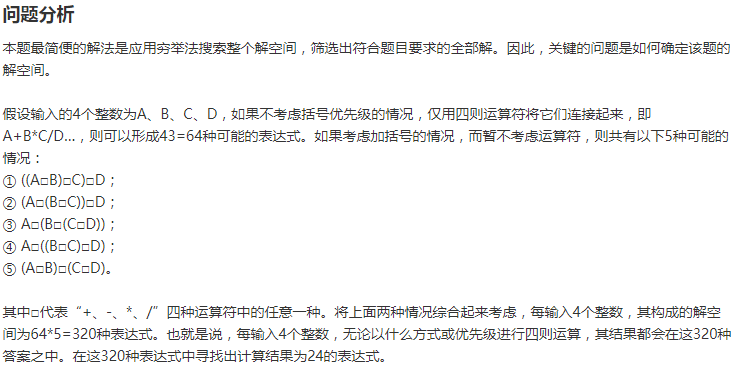 问题分析
本题最简便的解法是应用穷举法搜索整个解空间，筛选出符合题目要求的全部解。因此，关键的问题是如何确定该题的
解空间。
假设输入的4个整数为A、B、C、D，如果不考虑括号优先级的情况，仅用四则运算符将它们连接起来，即
A+B*C/D...，则可以形成43=64种可能的表达式。如果考虑加括号的情况，而暂不考虑运算符，则共有以下5种可能的
情况：
① ((A□B)□C)□D；
② (A□(B□C))□D；
③ A□(B□(C□D))；
④ A□((B□C)□D)；
⑤ (A□B)□(C□D)。
其中□代表“+、-、*、/”四种运算符中的任意一种。将上面两种情况综合起来考虑，每输入4个整数，其构成的解空
间为64*5=320种表达式。也就是说，每输入4个整数，无论以什么方式或优先级进行四则运算，其结果都会在这320种
答案之中。在这320种表达式中寻找出计算结果为24的表达式。